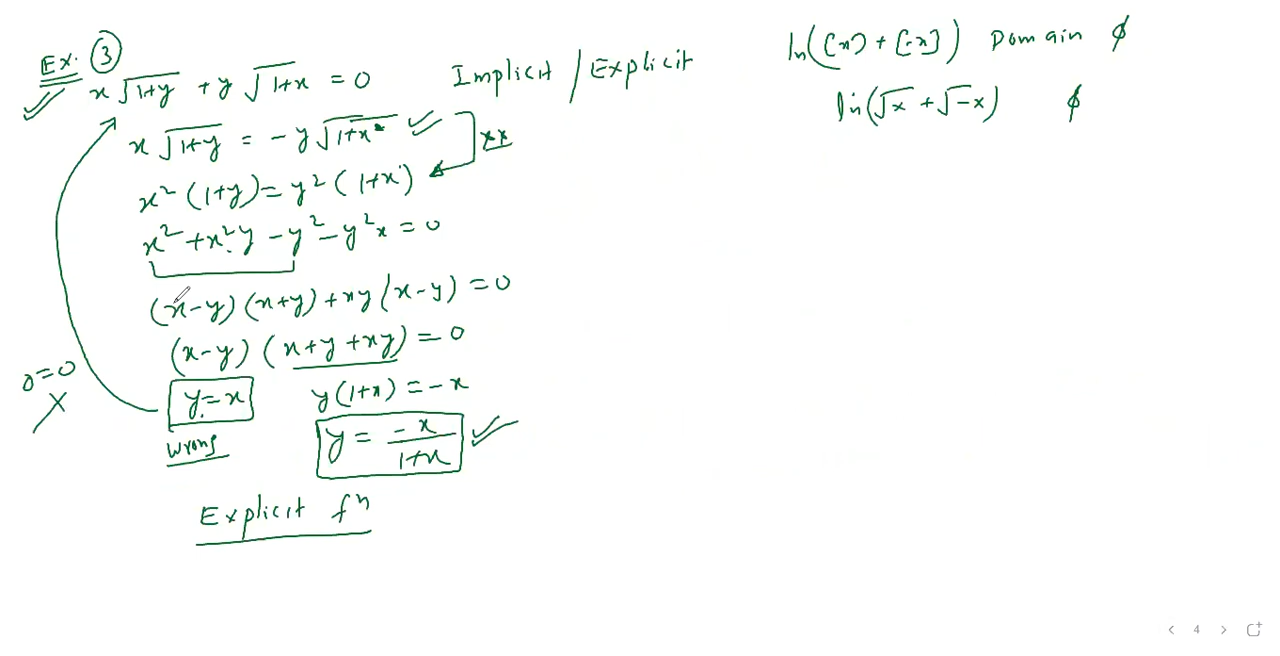 Ex. ③
x√1+y + y√1+x = 0 Implicit / Explicit
x√1+y = -y√1+x xx
x² (1+y) = y² (1+x)
x² + x²y - y² - y²x = 0
(x-y) (x+y) + xy (x-y) = 0
(x-y) (x+y+xy) = 0
0=0
y = x y(1+x) = -x
wrong y = -x/1+x
Explicit fⁿ
ln([x] + [-x]) Domain ϕ
ln(√x + √-x) ϕ
4